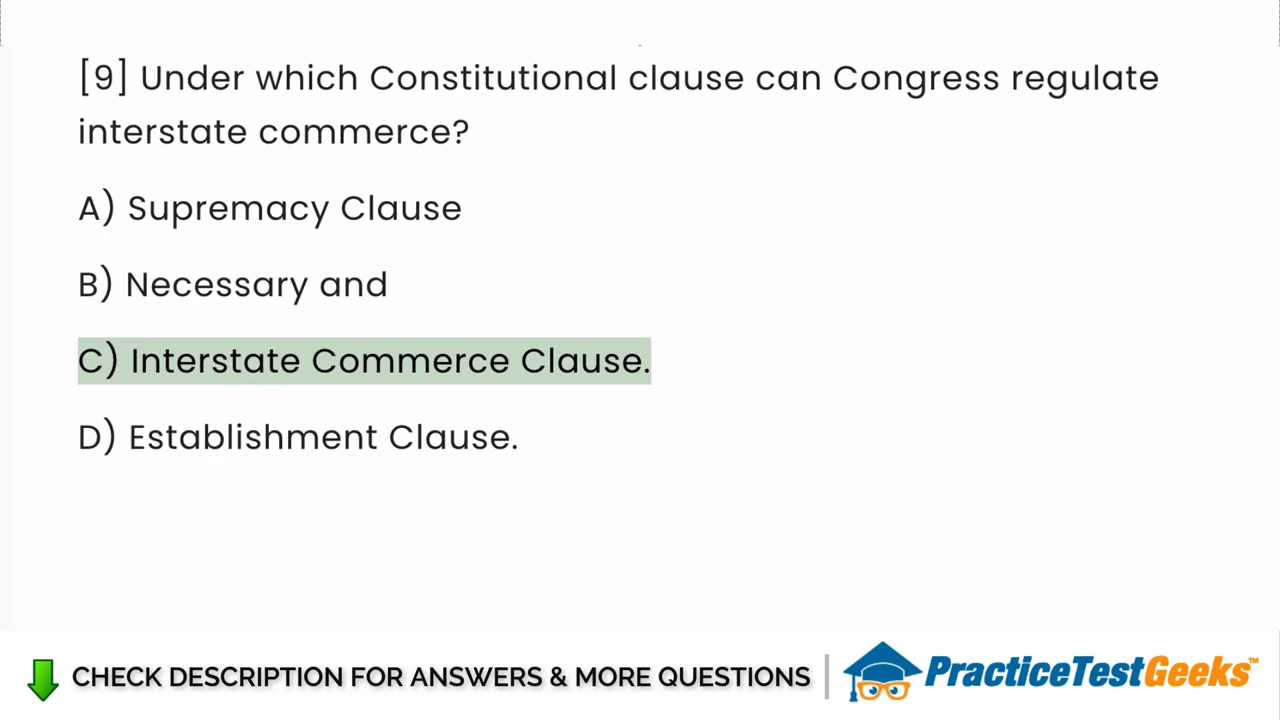 [9] Under which Constitutional clause can Congress regulate
interstate commerce?
A) Supremacy Clause
B) Necessary and
C) Interstate Commerce Clause.
D) Establishment Clause.
CHECK DESCRIPTION FOR ANSWERS & MORE QUESTIONS
PracticeTestGeeks™